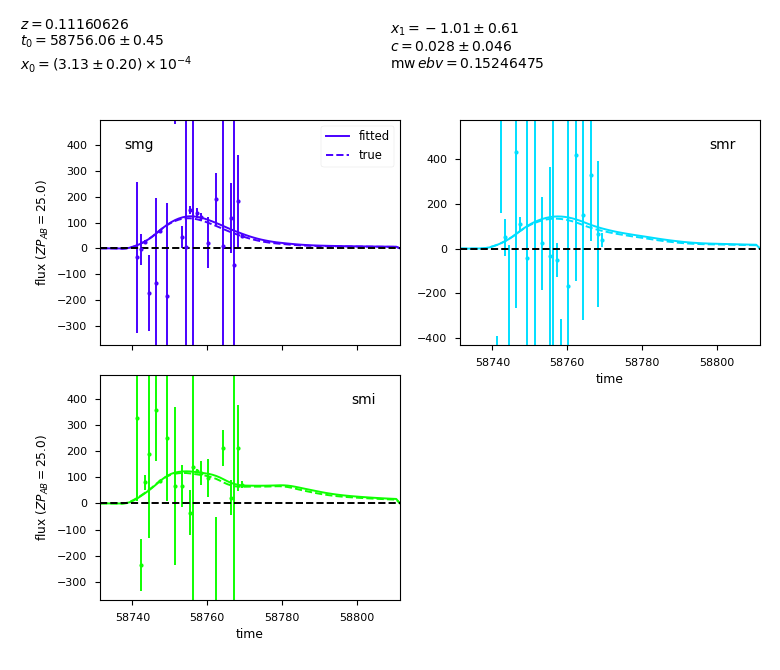 z = 0.11160626
t₀ = 58756.06 ± 0.45
x₀ = (3.13 ± 0.20) × 10⁻⁴
x₁ = −1.01 ± 0.61
c = 0.028 ± 0.046
mw ebv = 0.15246475
smg
fitted
true
400
300
200
100
0
−100
−200
−300
flux (ZP_AB = 25.0)
smr
400
200
0
−200
−400
58740 58760 58780 58800
time
smi
400
300
200
100
0
−100
−200
−300
flux (ZP_AB = 25.0)
58740 58760 58780 58800
time